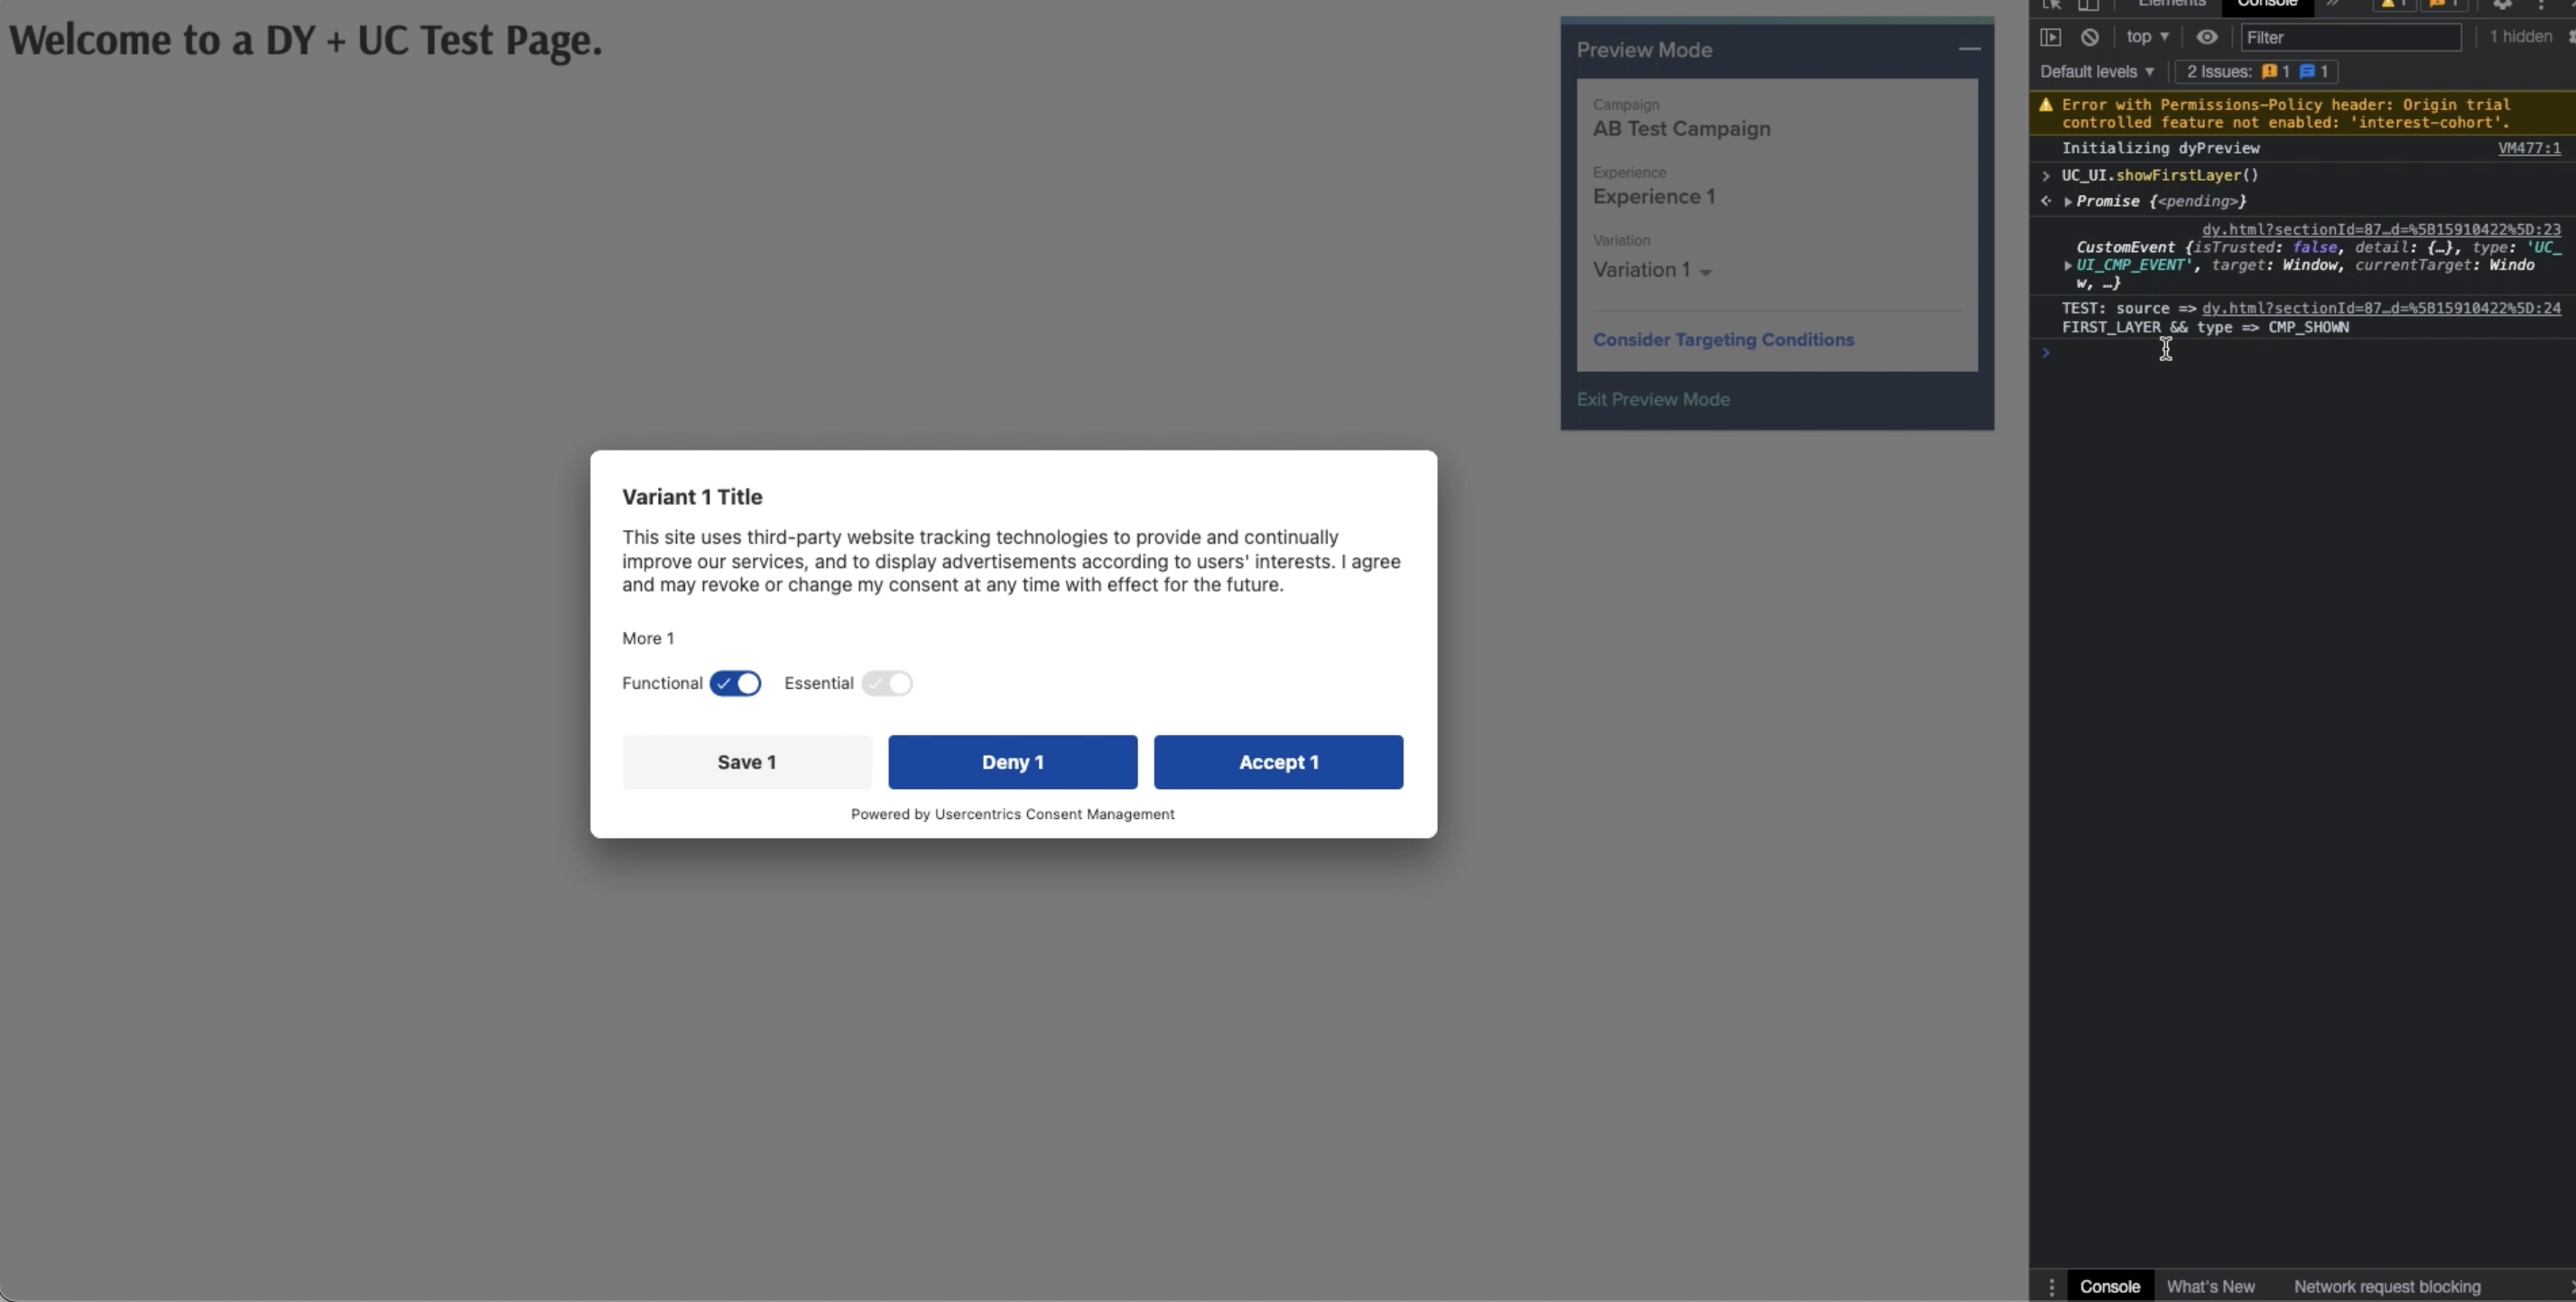 Welcome to a DY + UC Test Page.
Preview Mode
Campaign
AB Test Campaign
Experience
Experience 1
Variation
Variation 1
Consider Targeting Conditions
Exit Preview Mode
Variant 1 Title
This site uses third-party website tracking technologies to provide and continually
improve our services, and to display advertisements according to users' interests. I agree
and may revoke or change my consent at any time with effect for the future.
More 1
Functional
Essential
Save 1
Deny 1
Accept 1
Powered by Usercentrics Consent Management
Elements
Console
1
1
top
Filter
1 hidden
Default levels
2 Issues: 1 1
Error with Permissions-Policy header: Origin trial
controlled feature not enabled: 'interest-cohort'.
Initializing dyPreview VM477:1
UC_UI.showFirstLayer()
Promise {<pending>}
dy.html?sectionId=87…d=%5B15910422%5D:23
CustomEvent {isTrusted: false, detail: {…}, type: 'UC_
UI_CMP_EVENT', target: Window, currentTarget: Windo
w, …}
TEST: source => dy.html?sectionId=87…d=%5B15910422%5D:24
FIRST_LAYER && type => CMP_SHOWN
Console
What's New
Network request blocking